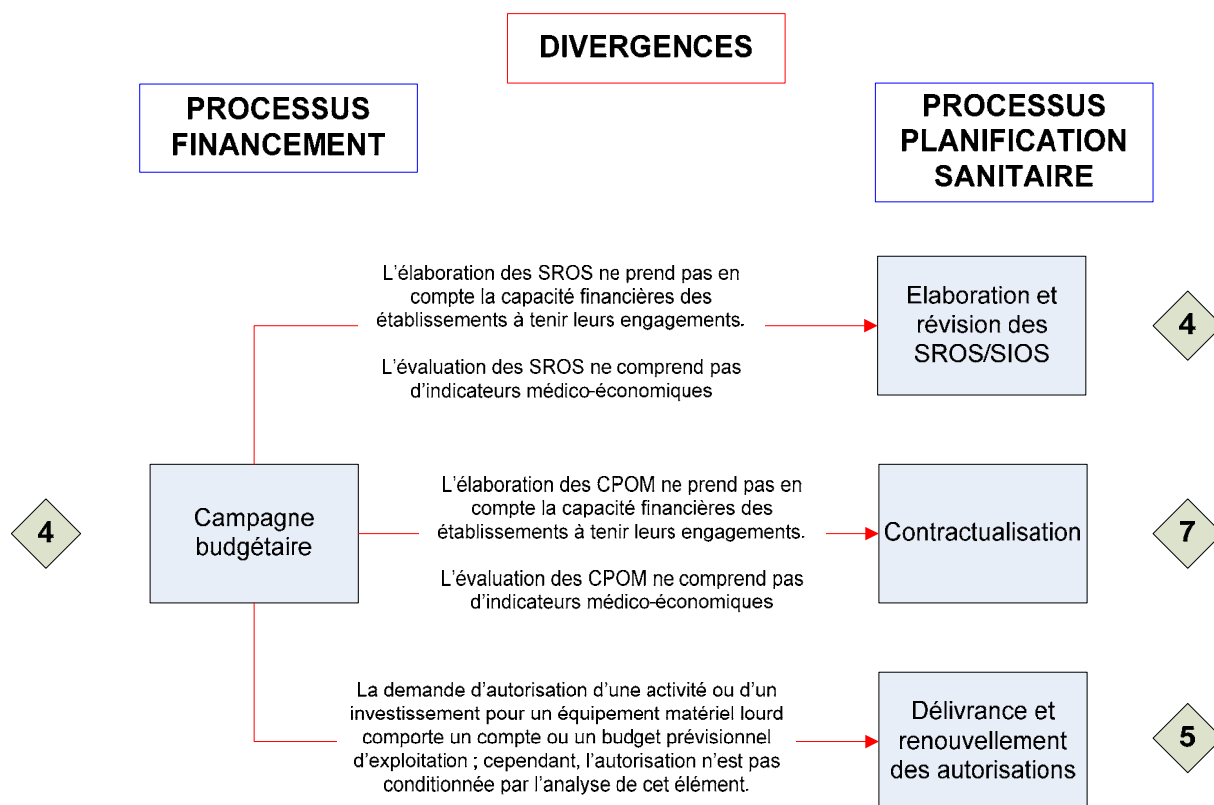 DIVERGENCES
PROCESSUS
FINANCEMENT
PROCESSUS
PLANIFICATION
SANITAIRE
L'élaboration des SROS ne prend pas en
compte la capacité financières des
établissements à tenir leurs engagements.
L'évaluation des SROS ne comprend pas
d'indicateurs médico-économiques
Elaboration et
révision des
SROS/SIOS
4
4
Campagne
budgétaire
L'élaboration des CPOM ne prend pas en
compte la capacité financières des
établissements à tenir leurs engagements.
L'évaluation des CPOM ne comprend pas
d'indicateurs médico-économiques
Contractualisation
7
La demande d'autorisation d'une activité ou d'un
investissement pour un équipement matériel lourd
comporte un compte ou un budget prévisionnel
d'exploitation ; cependant, l'autorisation n'est pas
conditionnée par l'analyse de cet élément.
Délivrance et
renouvellement
des autorisations
5